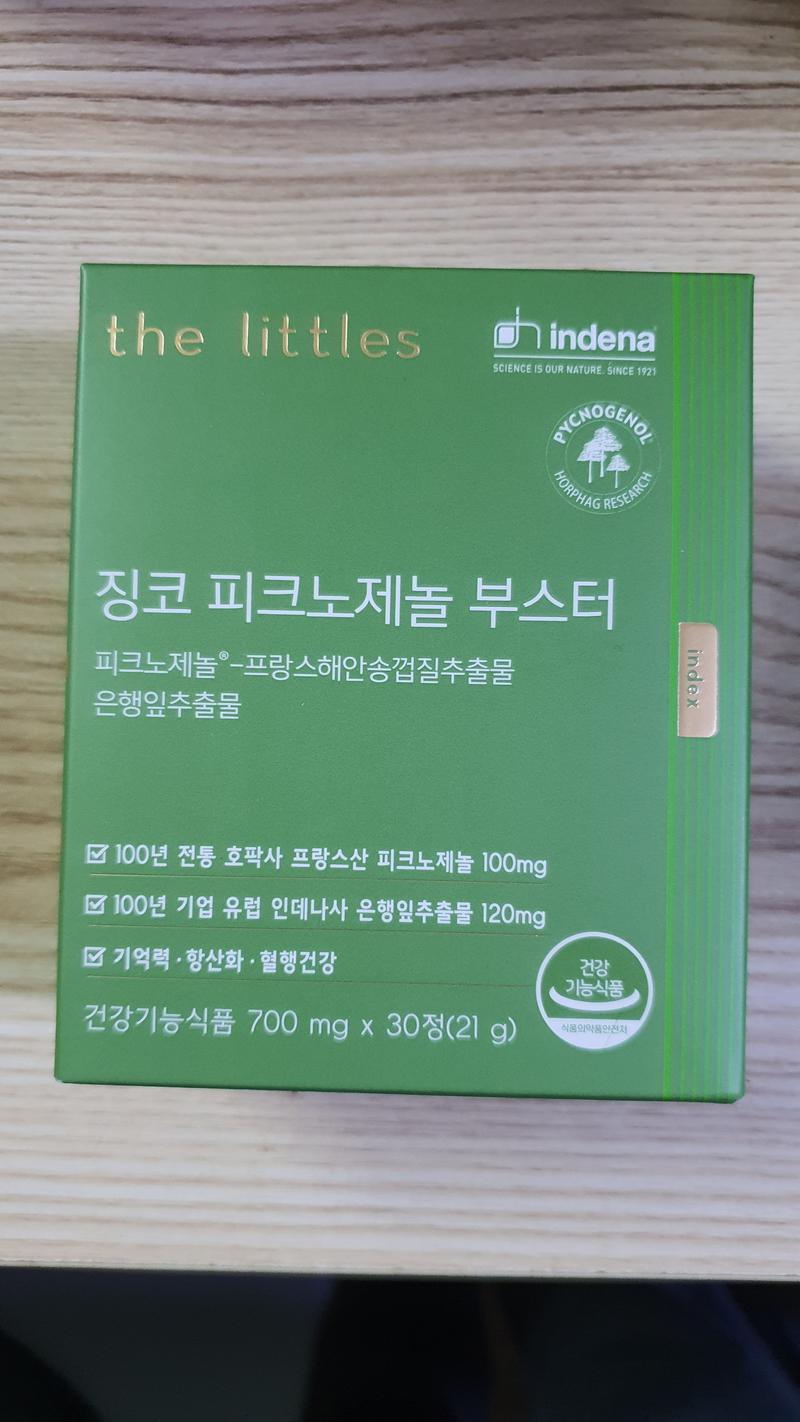 the littles
indena
SCIENCE IS OUR NATURE. SINCE 1921
PYCNOGENOL®
HORPHAG RESEARCH
징코 피크노제놀 부스터
피크노제놀®-프랑스해안송껍질추출물
은행잎추출물
index
100년 전통 호팍사 프랑스산 피크노제놀 100mg
100년 기업 유럽 인데나사 은행잎추출물 120mg
기억력·항산화·혈행건강
건강기능식품 700 mg x 30정(21 g)
건강
기능식품
식품의약품안전처